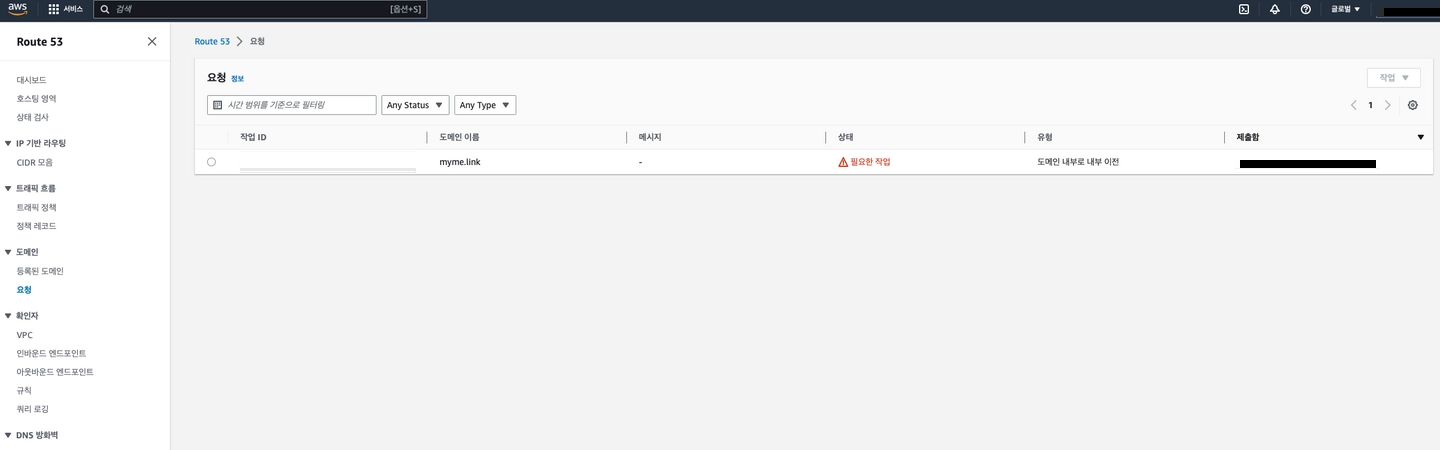 aws
서비스
검색
[옵션+S]
글로벌
Route 53
대시보드
호스팅 영역
상태 검사
IP 기반 라우팅
CIDR 모음
트래픽 흐름
트래픽 정책
정책 레코드
도메인
등록된 도메인
요청
확인자
VPC
인바운드 엔드포인트
아웃바운드 엔드포인트
규칙
쿼리 로깅
DNS 방화벽
Route 53 > 요청
요청 정보
작업
시간 범위를 기준으로 필터링
Any Status
Any Type
1
작업 ID 도메인 이름 메시지 상태 유형 제출함
myme.link - 필요한 작업 도메인 내부로 내부 이전